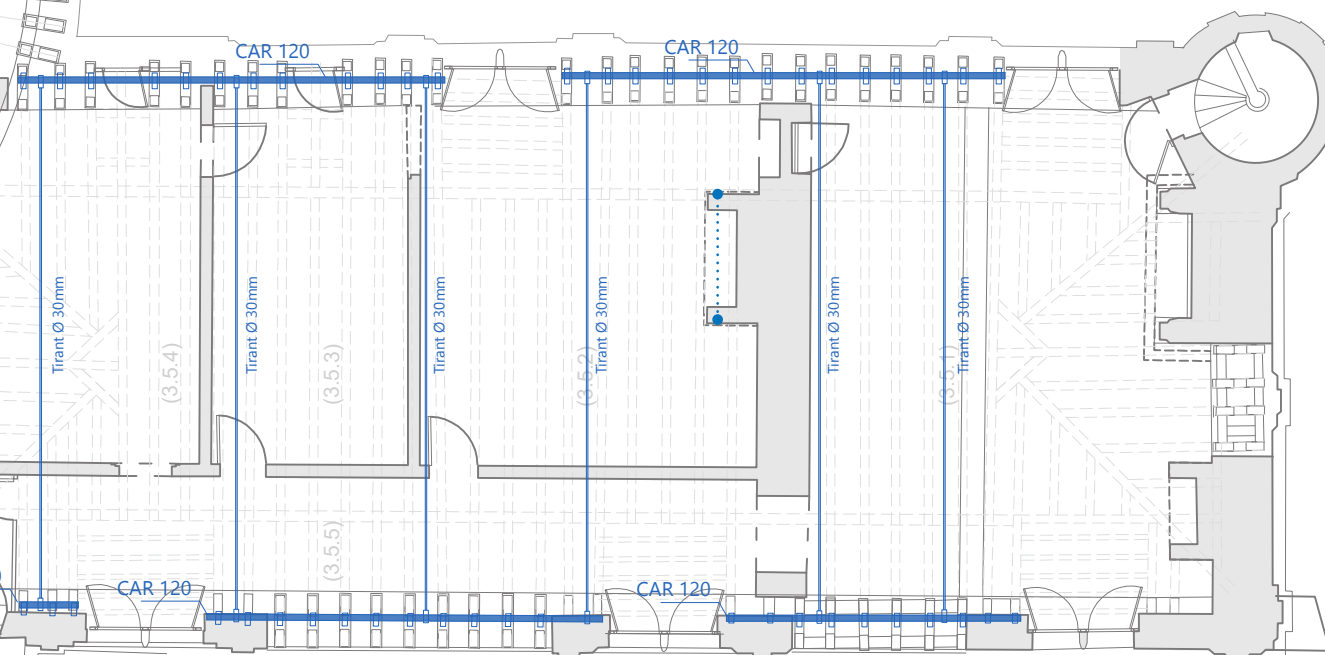 CAR 120
CAR 120
Tirant Ø 30mm
Tirant Ø 30mm
Tirant Ø 30mm
Tirant Ø 30mm
Tirant Ø 30mm
Tirant Ø 30mm
(3.5.4)
(3.5.3)
(3.5.2)
(3.5.1)
(3.5.5)
CAR 120
CAR 120